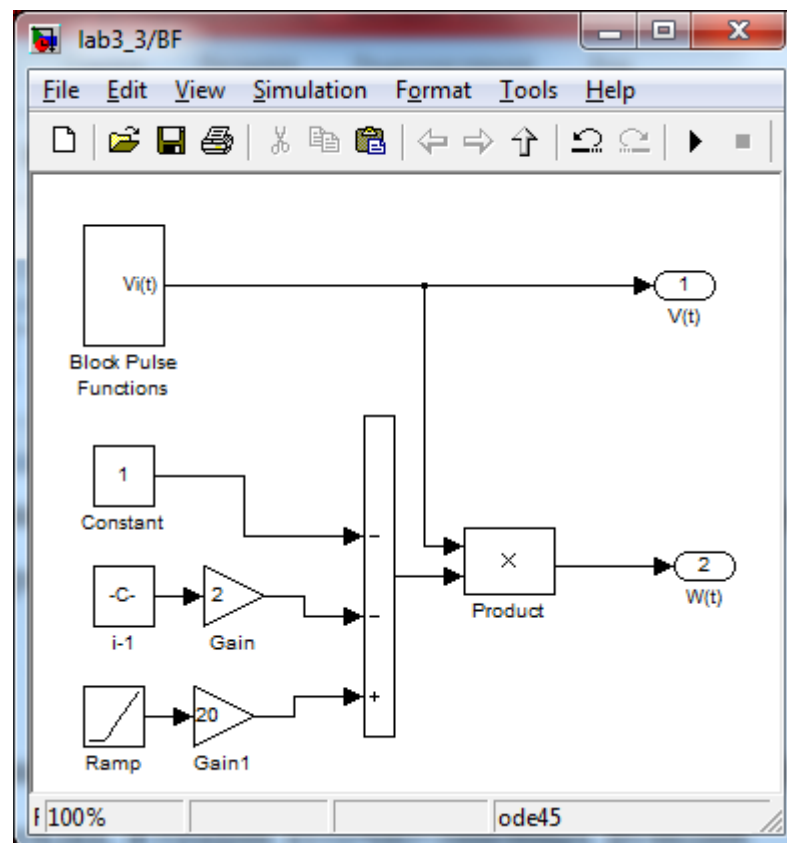 lab3_3/BF
File Edit View Simulation Format Tools Help
Vi(t)
Block Pulse
Functions
1
V(t)
1
Constant
-C-
i-1
2
Gain
Ramp
20
Gain1
-
-
+
×
Product
2
W(t)
100%
ode45